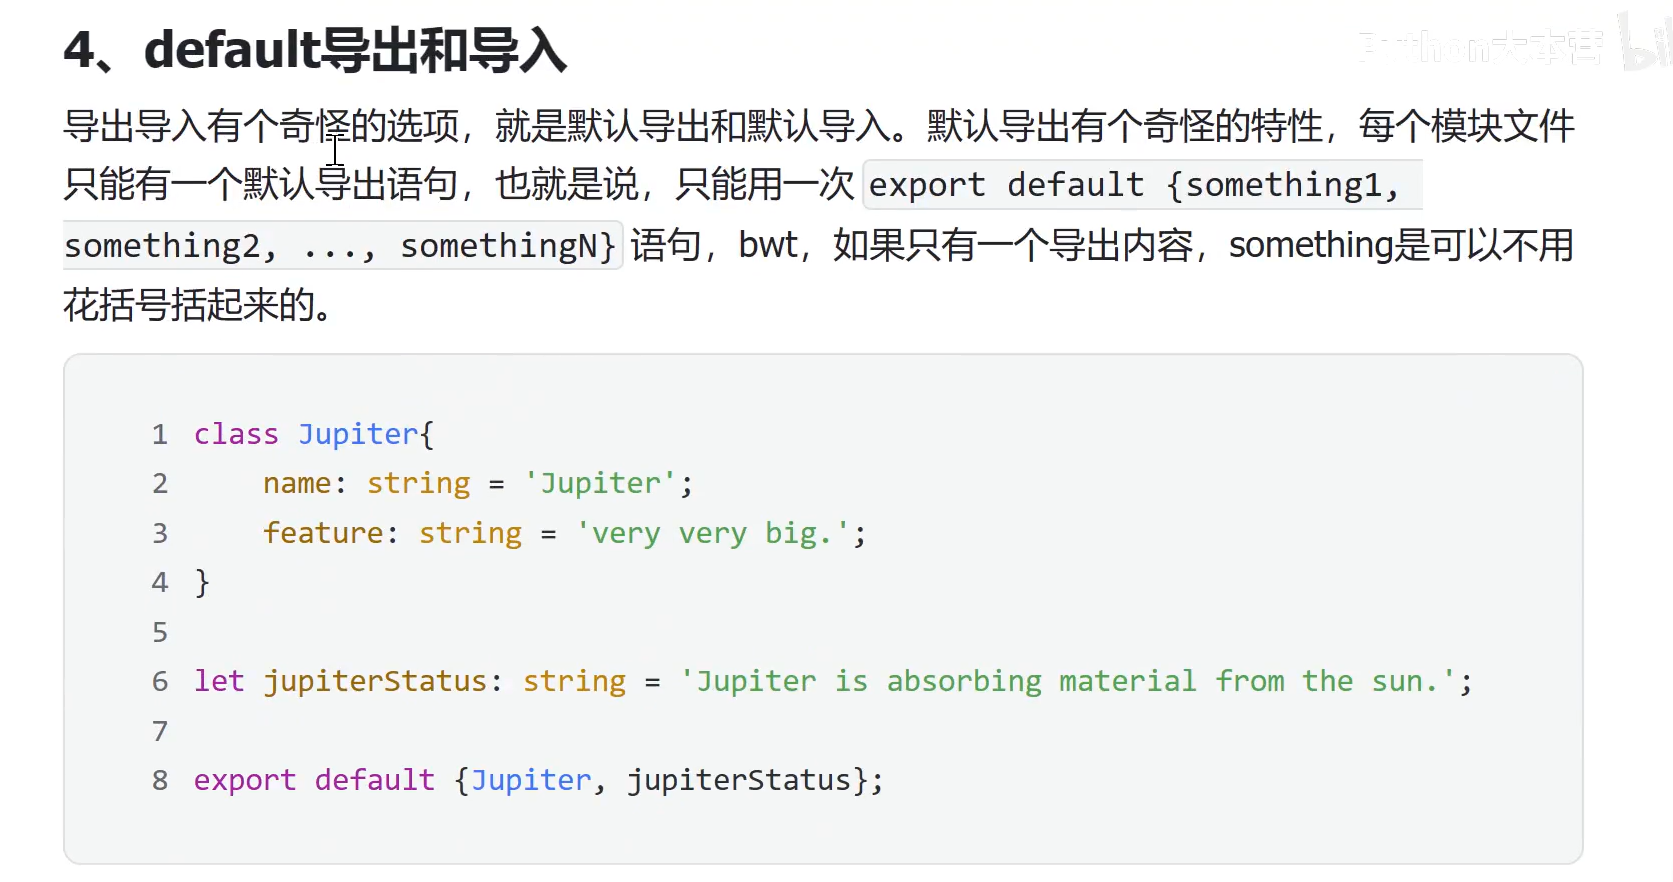 4、default导出和导入
Python大本营
导出导入有个奇怪的选项，就是默认导出和默认导入。默认导出有个奇怪的特性，每个模块文件
只能有一个默认导出语句，也就是说，只能用一次 export default {something1,
something2, ..., somethingN} 语句，bwt，如果只有一个导出内容，something是可以不用
花括号括起来的。
1 class Jupiter{
2     name: string = 'Jupiter';
3     feature: string = 'very very big.';
4 }
5
6 let jupiterStatus: string = 'Jupiter is absorbing material from the sun.';
7
8 export default {Jupiter, jupiterStatus};